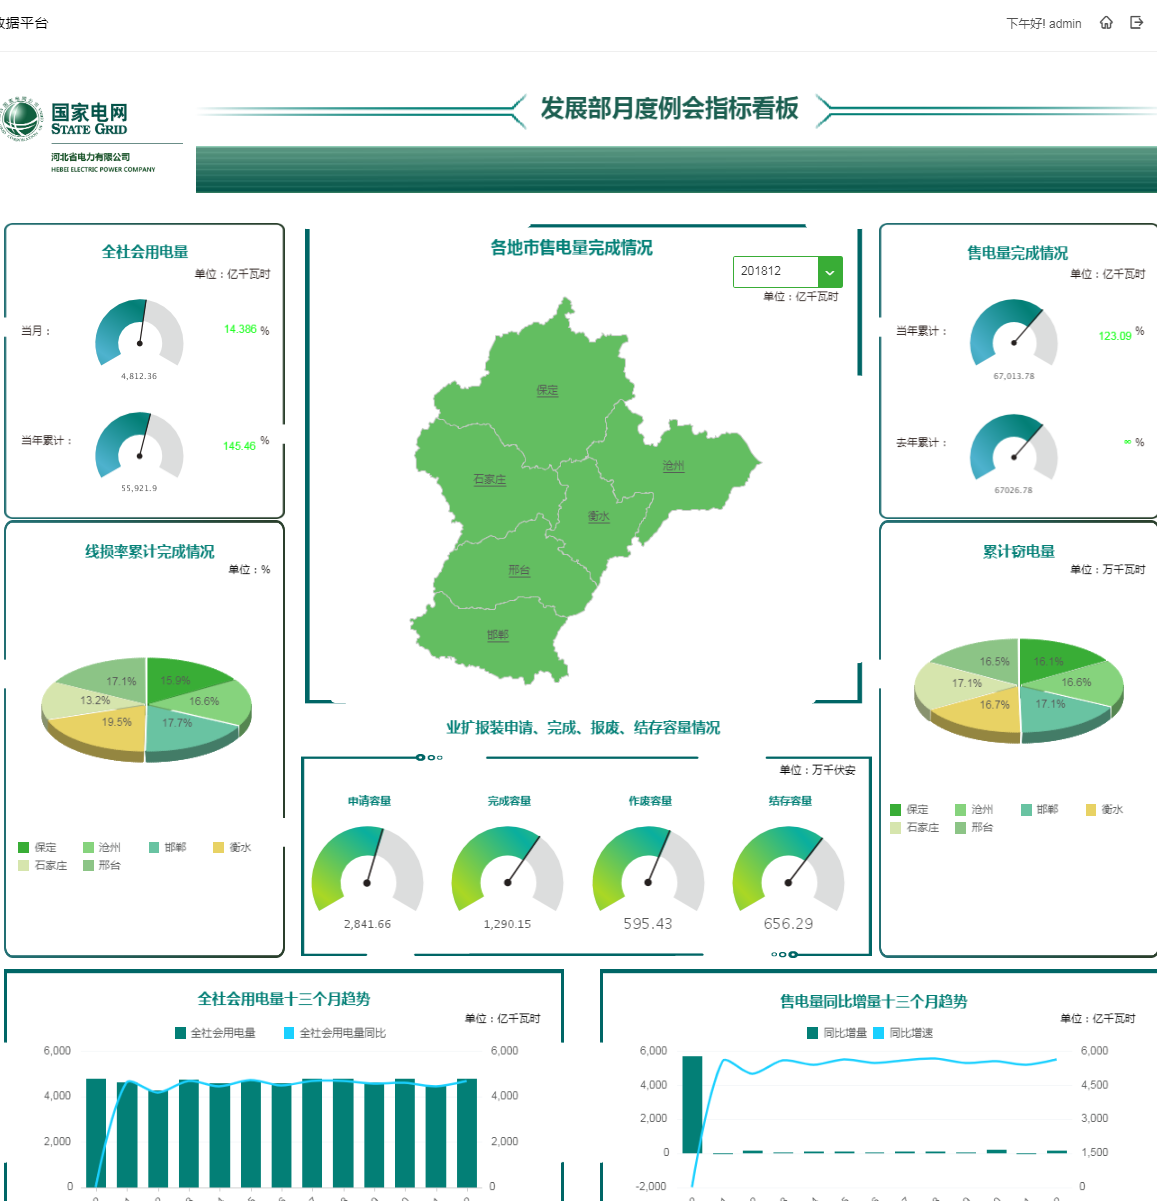 据平台
下午好! admin
国家电网
STATE GRID
河北省电力有限公司
HEBEI ELECTRIC POWER COMPANY
发展部月度例会指标看板
全社会用电量
单位：亿千瓦时
当月：
14.386 %
4,812.36
当年累计：
145.46 %
55,921.9
各地市售电量完成情况
201812
单位：亿千瓦时
保定
沧州
石家庄
衡水
邢台
邯郸
售电量完成情况
单位：亿千瓦时
当年累计：
123.09 %
67,013.78
去年累计：
∞ %
67026.78
线损率累计完成情况
单位：%
17.1%
15.9%
13.2%
16.6%
19.5%
17.7%
保定
沧州
邯郸
衡水
石家庄
邢台
业扩报装申请、完成、报废、结存容量情况
单位：万千伏安
申请容量
完成容量
作废容量
结存容量
2,841.66
1,290.15
595.43
656.29
累计窃电量
单位：万千瓦时
16.5%
16.1%
17.1%
16.6%
16.7%
17.1%
保定
沧州
邯郸
衡水
石家庄
邢台
全社会用电量十三个月趋势
单位：亿千瓦时
全社会用电量
全社会用电量同比
6,000
4,000
2,000
0
6,000
4,000
2,000
0
售电量同比增量十三个月趋势
单位：亿千瓦时
同比增量
同比增速
6,000
4,000
2,000
0
-2,000
6,000
4,500
3,000
1,500
0